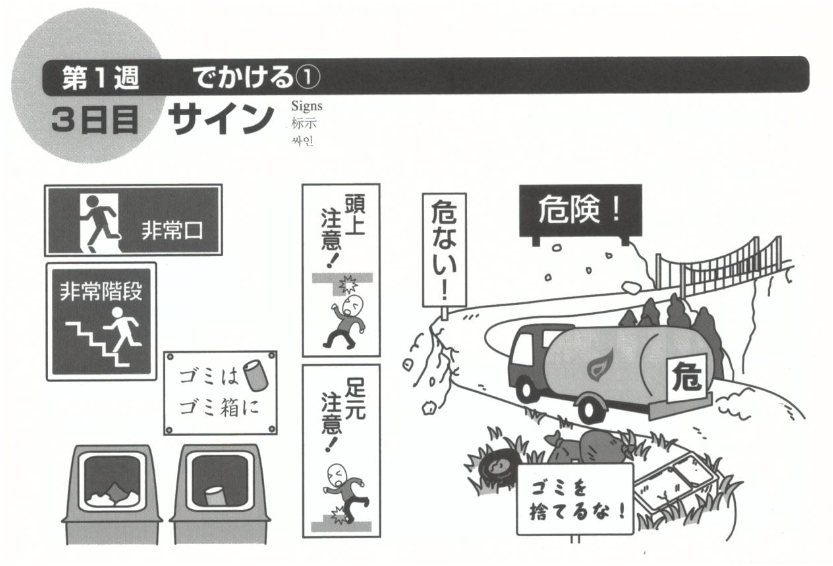 第1週 でかける①
3日目 サイン
Signs
标示
싸인
非常口
非常階段
ゴミは
ゴミ箱に
頭上
注意!
足元
注意!
危ない!
危険!
危
ゴミを
捨てるな!